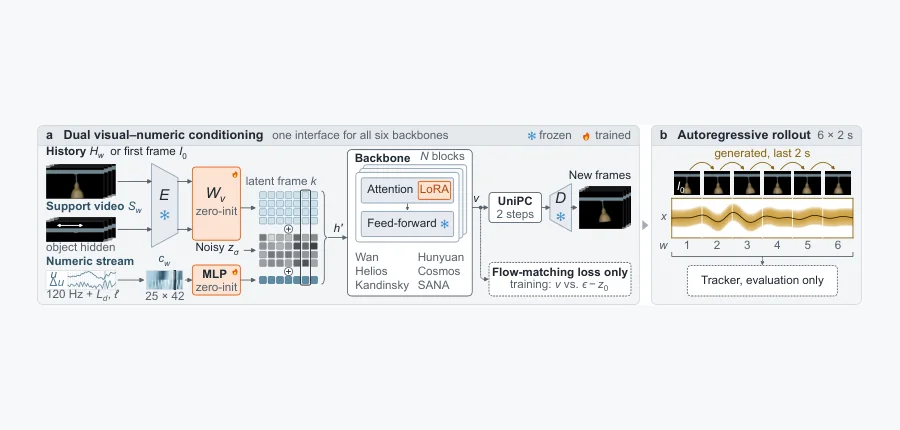 a Dual visual–numeric conditioning one interface for all six backbones
frozen trained
History H_w or first frame I_0
Support video S_w
object hidden
Numeric stream
u
Δu
120 Hz + L_d, ℓ
c_w
25 × 42
E
W_v
zero-init
MLP
zero-init
latent frame k
Noisy z_σ
h′
Backbone N blocks
Attention LoRA
Feed-forward
Wan Hunyuan
Helios Cosmos
Kandinsky SANA
v
UniPC
2 steps
D
New frames
Flow-matching loss only
training: v vs. ϵ − z_0
b Autoregressive rollout 6 × 2 s
generated, last 2 s
I_0
x
w 1 2 3 4 5 6
Tracker, evaluation only